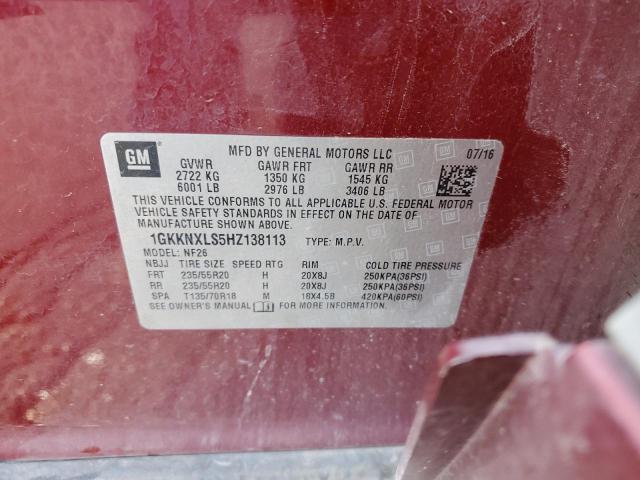 GM
MFD BY GENERAL MOTORS LLC 07/16
GVWR GAWR FRT GAWR RR
2722 KG 1350 KG 1545 KG
6001 LB 2976 LB 3406 LB
THIS VEHICLE CONFORMS TO ALL APPLICABLE U.S. FEDERAL MOTOR
VEHICLE SAFETY STANDARDS IN EFFECT ON THE DATE OF
MANUFACTURE SHOWN ABOVE.
1GKKNXLS5HZ138113 TYPE: M.P.V.
MODEL: NF26
NBJJ TIRE SIZE SPEED RTG RIM COLD TIRE PRESSURE
FRT 235/55R20 H 20X8J 250KPA(36PSI)
RR 235/55R20 H 20X8J 250KPA(36PSI)
SPA T135/70R18 M 18X4.5B 420KPA(60PSI)
SEE OWNER'S MANUAL FOR MORE INFORMATION.